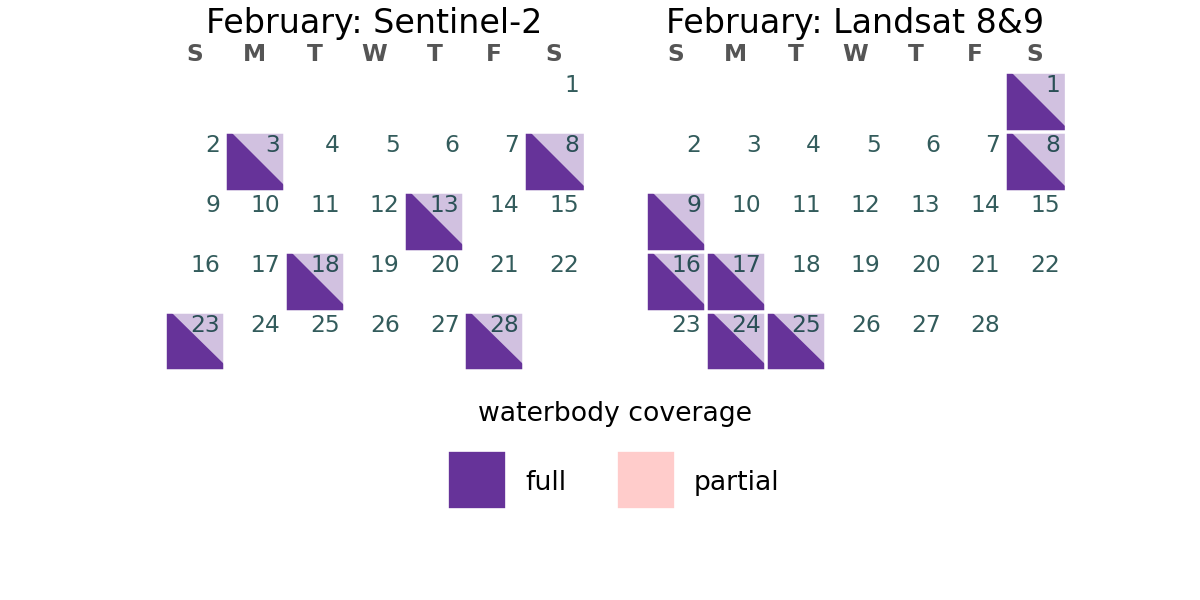 February: Sentinel-2
S M T W T F S
1
2 3 4 5 6 7 8
9 10 11 12 13 14 15
16 17 18 19 20 21 22
23 24 25 26 27 28
February: Landsat 8&9
S M T W T F S
1
2 3 4 5 6 7 8
9 10 11 12 13 14 15
16 17 18 19 20 21 22
23 24 25 26 27 28
waterbody coverage
full partial